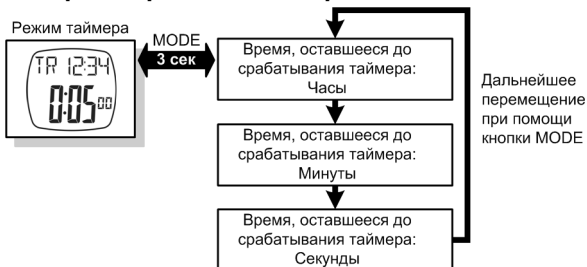 Режим таймера
TR 12:34
0:05 00
MODE
3 сек
Время, оставшееся до
срабатывания таймера:
Часы
Время, оставшееся до
срабатывания таймера:
Минуты
Время, оставшееся до
срабатывания таймера:
Секунды
Дальнейшее
перемещение
при помощи
кнопки MODE